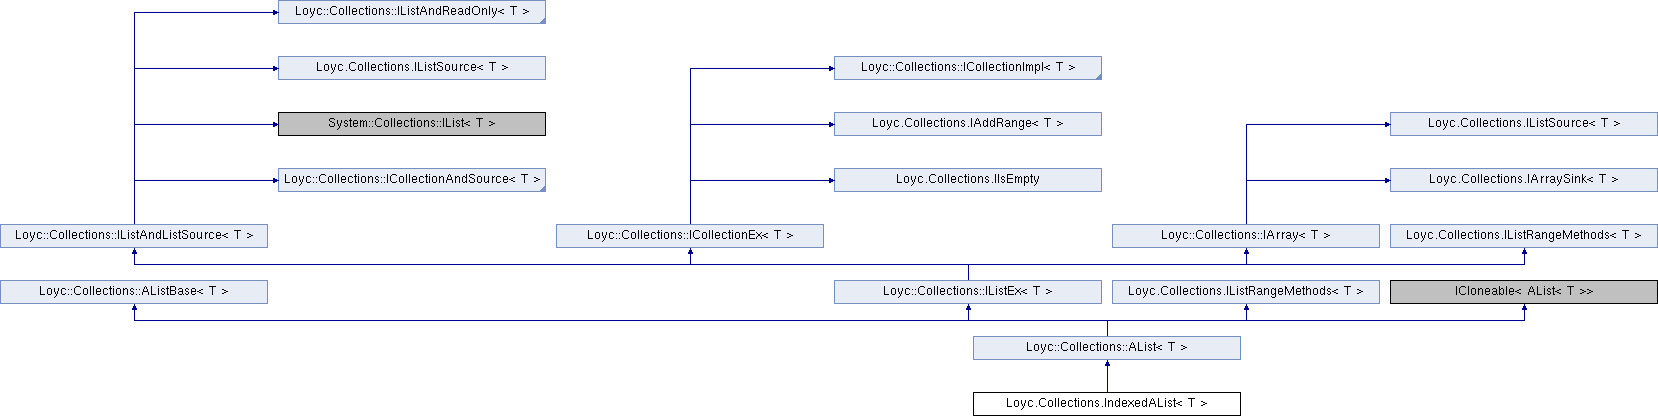 Loyc::Collections::IListAndReadOnly< T >
Loyc.Collections.IListSource< T >
Loyc::Collections::ICollectionImpl< T >
System::Collections::IList< T >
Loyc.Collections.IAddRange< T >
Loyc.Collections.IListSource< T >
Loyc::Collections::ICollectionAndSource< T >
Loyc.Collections.IIsEmpty
Loyc.Collections.IArraySink< T >
Loyc::Collections::IListAndListSource< T >
Loyc::Collections::ICollectionEx< T >
Loyc::Collections::IArray< T >
Loyc.Collections.IListRangeMethods< T >
Loyc::Collections::AListBase< T >
Loyc::Collections::IListEx< T >
Loyc.Collections.IListRangeMethods< T >
ICloneable< AList< T >>
Loyc::Collections::AList< T >
Loyc.Collections.IndexedAList< T >